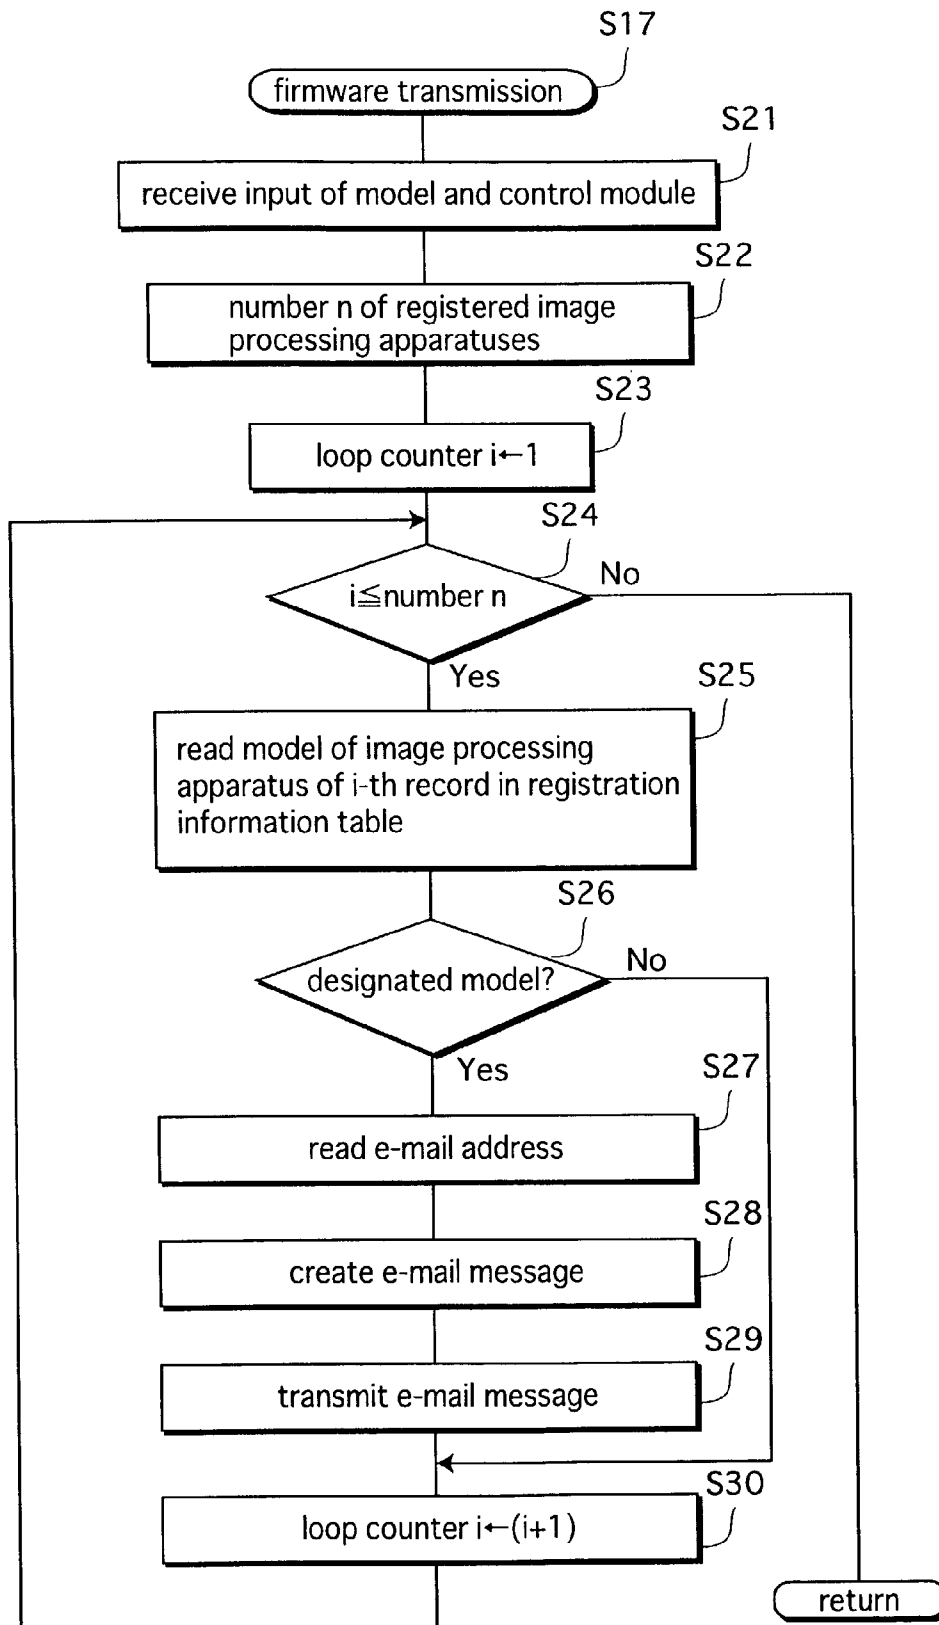 S17
firmware transmission
S21
receive input of model and control module
S22
number n of registered image
processing apparatuses
S23
loop counter i←1
S24
i≦number n
No
Yes
S25
read model of image processing
apparatus of i-th record in registration
information table
S26
designated model?
No
Yes
S27
read e-mail address
S28
create e-mail message
S29
transmit e-mail message
S30
loop counter i←(i+1)
return